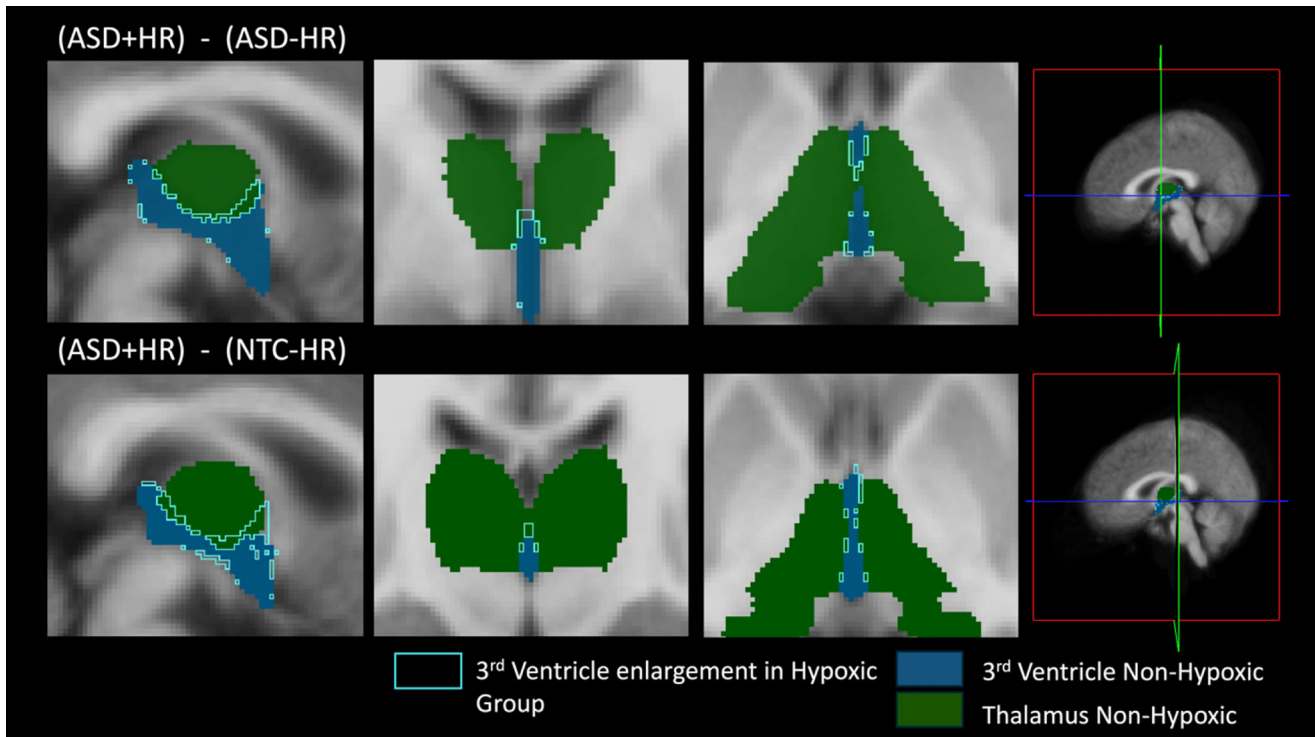 (ASD+HR) - (ASD-HR)
(ASD+HR) - (NTC-HR)
3rd Ventricle enlargement in Hypoxic
Group
3rd Ventricle Non-Hypoxic
Thalamus Non-Hypoxic